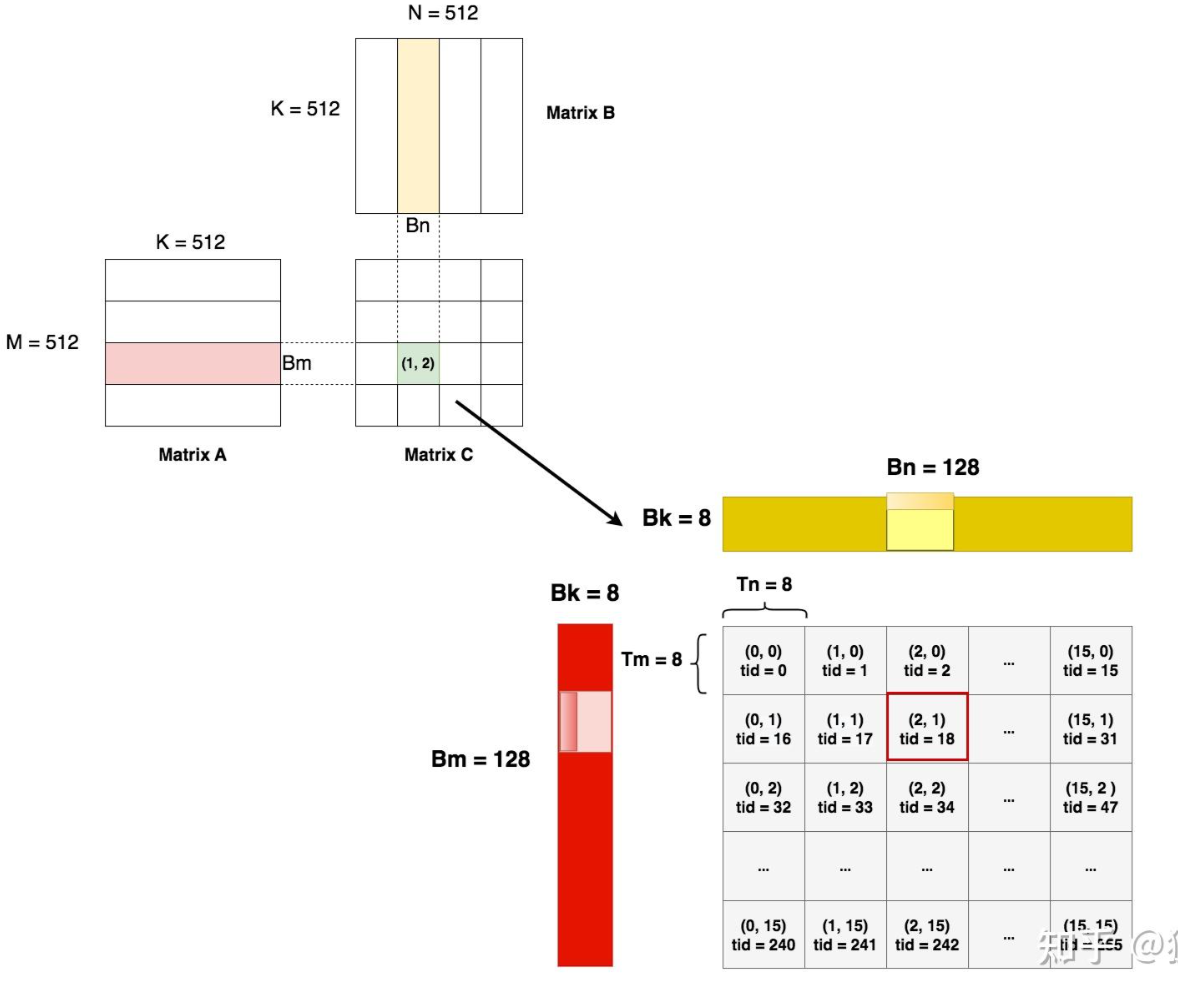 N = 512
K = 512
Matrix B
Bn
K = 512
M = 512
Bm
(1, 2)
Matrix A
Matrix C
Bn = 128
Bk = 8
Bk = 8
Tn = 8
Tm = 8
(0, 0)
tid = 0
(1, 0)
tid = 1
(2, 0)
tid = 2
...
(15, 0)
tid = 15
(0, 1)
tid = 16
(1, 1)
tid = 17
(2, 1)
tid = 18
...
(15, 1)
tid = 31
Bm = 128
(0, 2)
tid = 32
(1, 2)
tid = 33
(2, 2)
tid = 34
...
(15, 2 )
tid = 47
...
...
...
...
...
(0, 15)
tid = 240
(1, 15)
tid = 241
(2, 15)
tid = 242
...
(15, 15)
tid = 255
知乎 @